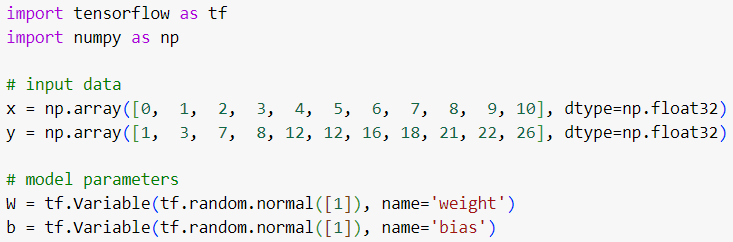 import tensorflow as tf
import numpy as np
# input data
x = np.array([0,  1,  2,  3,  4,  5,  6,  7,  8,  9, 10], dtype=np.float32)
y = np.array([1,  3,  7,  8, 12, 12, 16, 18, 21, 22, 26], dtype=np.float32)
# model parameters
W = tf.Variable(tf.random.normal([1]), name='weight')
b = tf.Variable(tf.random.normal([1]), name='bias')